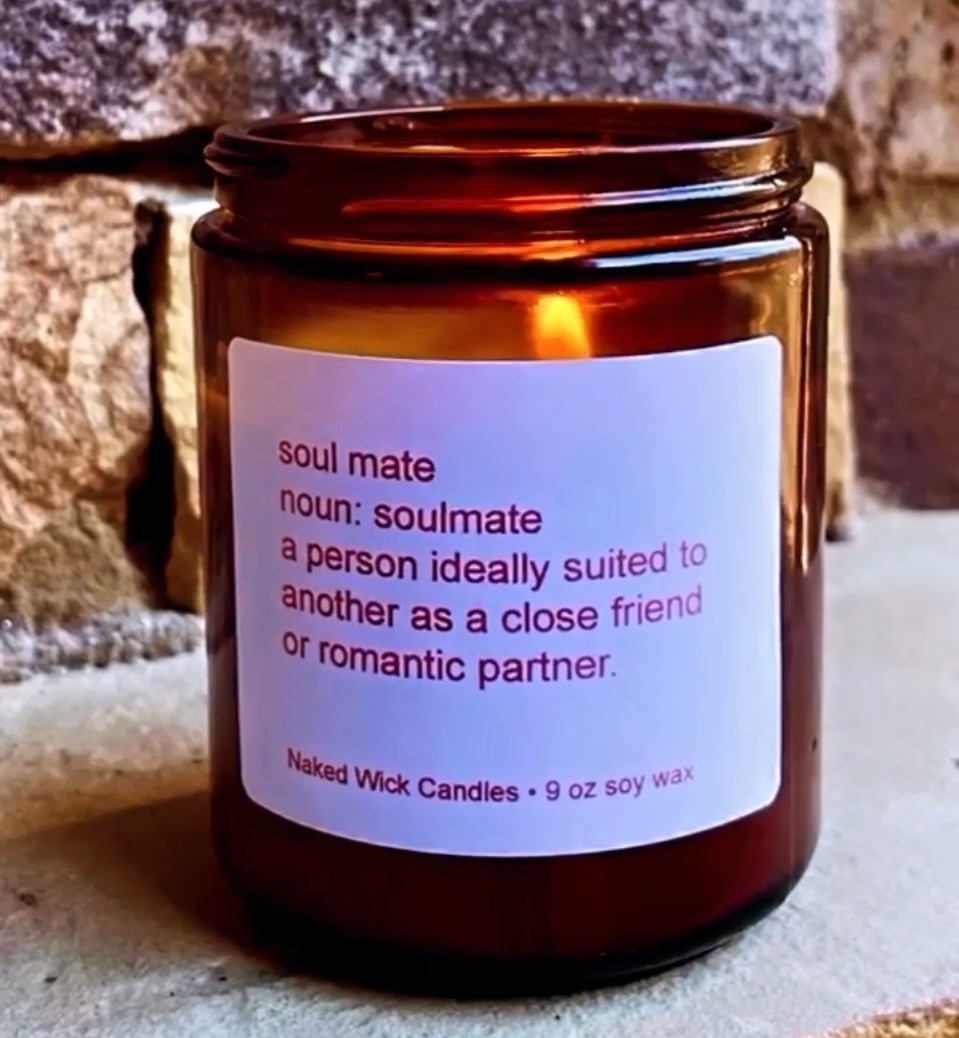 soul mate
noun: soulmate
a person ideally suited to
another as a close friend
or romantic partner.
Naked Wick Candles • 9 oz soy wax